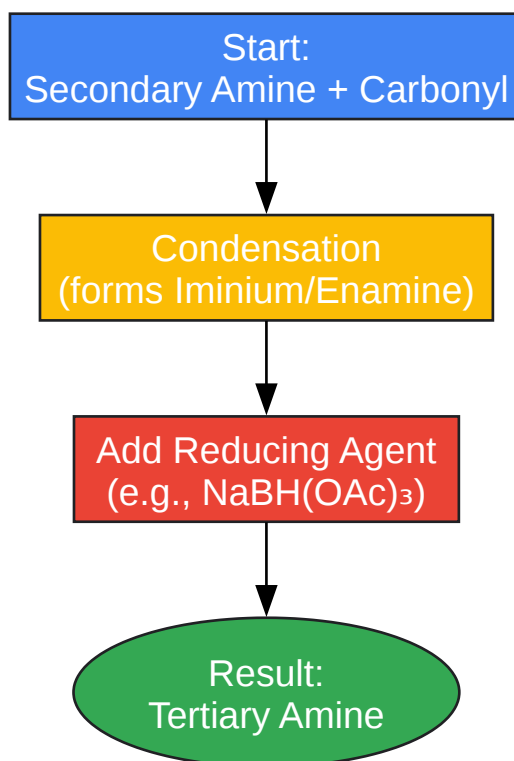 Start:
Secondary Amine + Carbonyl
Condensation
(forms Iminium/Enamine)
Add Reducing Agent
(e.g., NaBH(OAc)₃)
Result:
Tertiary Amine